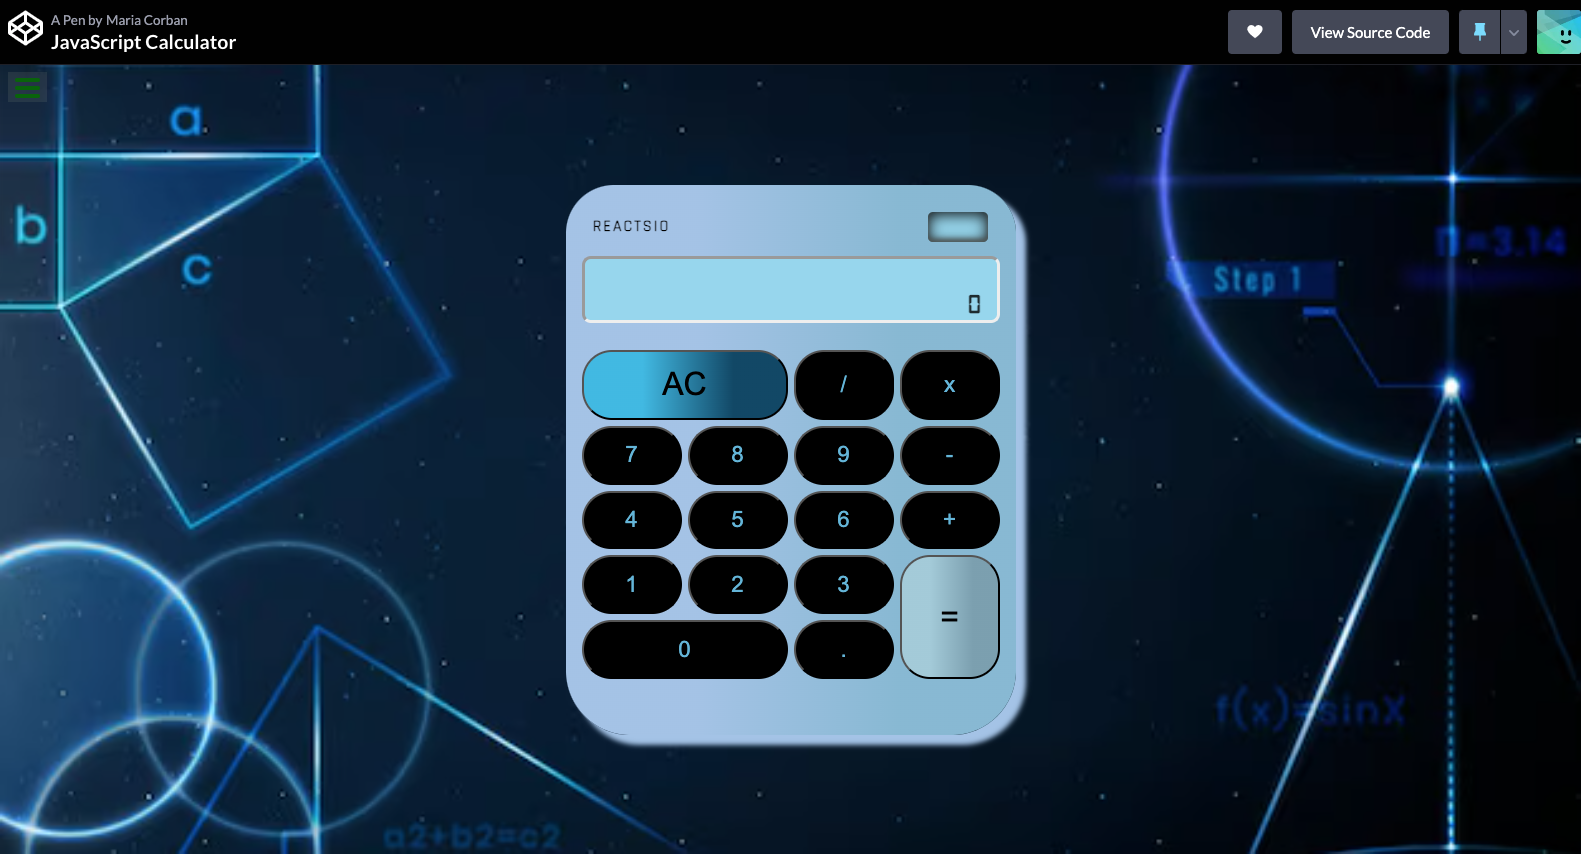 A Pen by Maria Corban
JavaScript Calculator
View Source Code
a
b
c
Π=3.14
Step 1
REACTSIO
0
AC / x
7 8 9 -
4 5 6 +
1 2 3
=
0 .
f(x)=sinX
a2+b2=c2